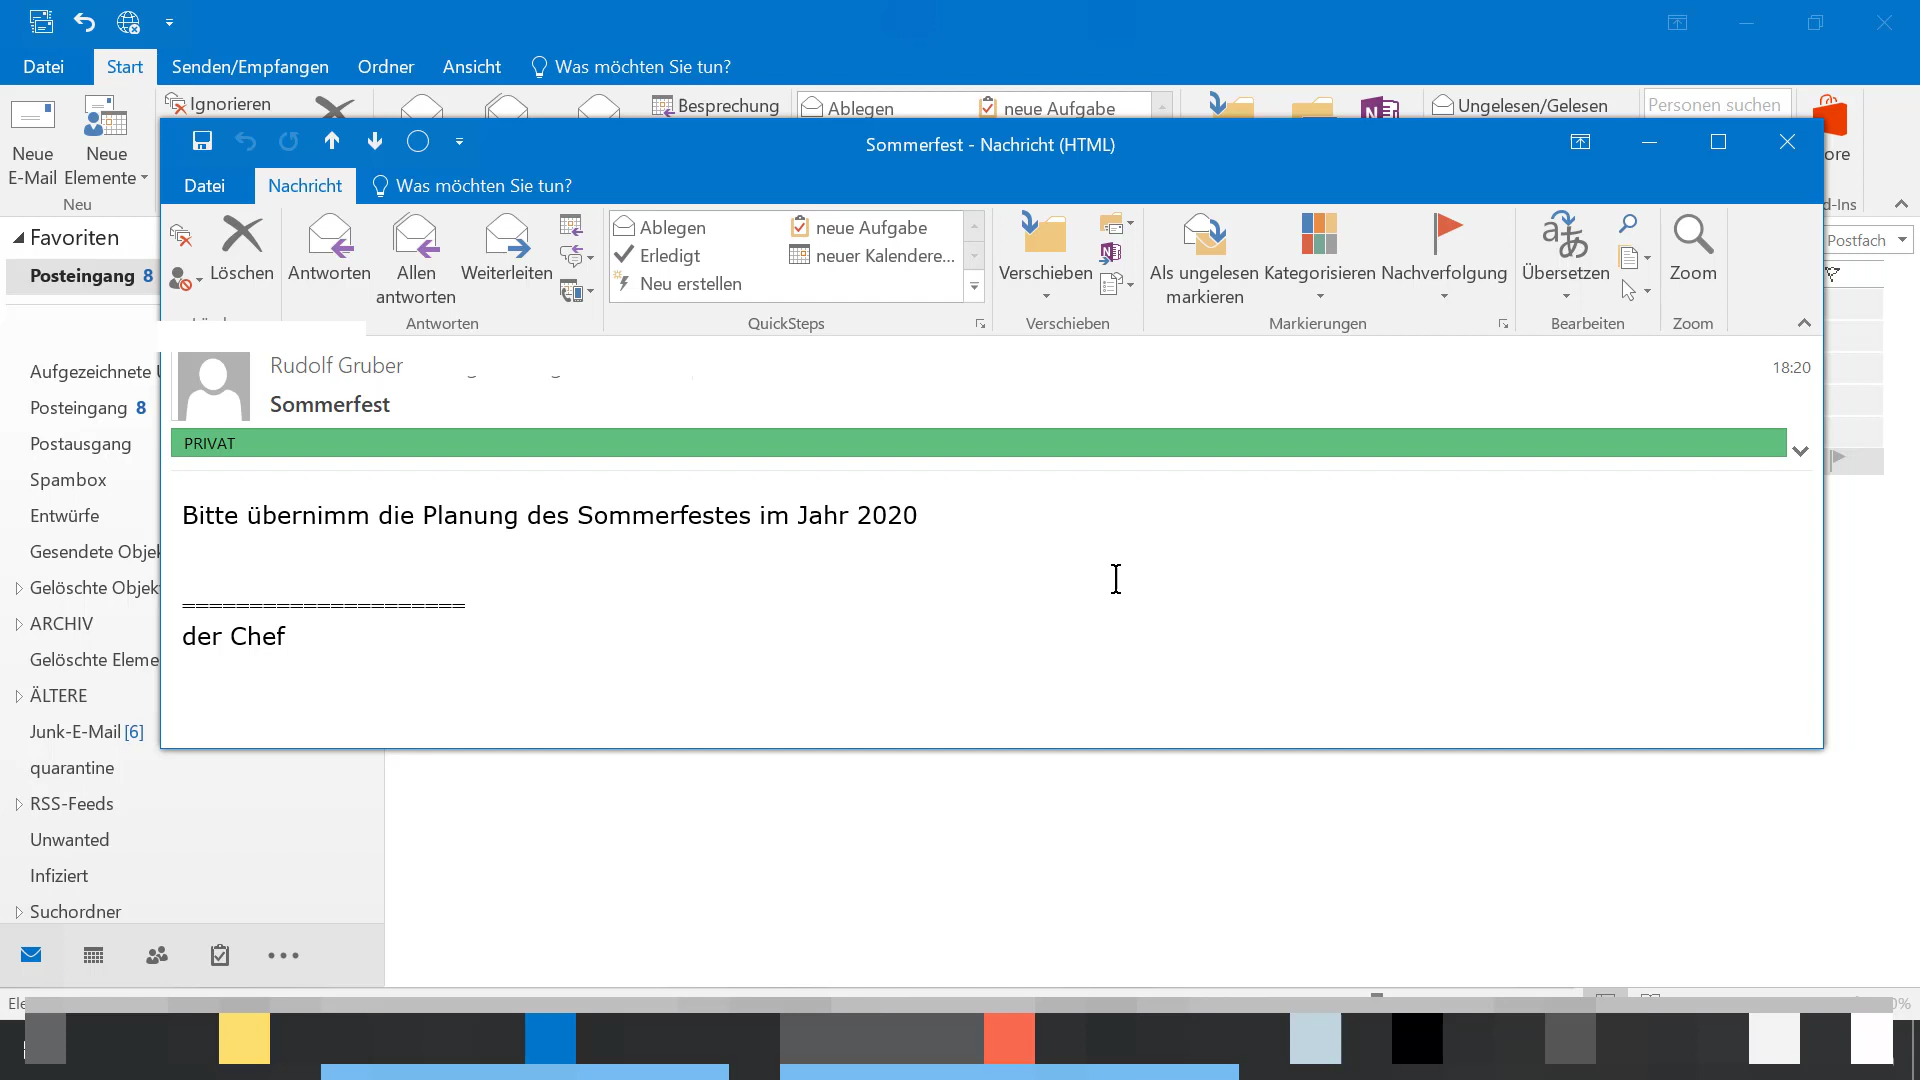 Datei Start Senden/Empfangen Ordner Ansicht Was möchten Sie tun?
Ignorieren Besprechung Ablegen neue Aufgabe Ungelesen/Gelesen Personen suchen
Neue E-Mail
Neue Elemente
Neu
Sommerfest - Nachricht (HTML)
Datei Nachricht Was möchten Sie tun?
Löschen
Antworten
Allen antworten
Weiterleiten
Antworten
Ablegen neue Aufgabe
Erledigt neuer Kalendere...
Neu erstellen
QuickSteps
Verschieben
Verschieben
Als ungelesen markieren
Kategorisieren
Nachverfolgung
Markierungen
Übersetzen
Bearbeiten
Zoom
Zoom
Postfach
Rudolf Gruber
18:20
Sommerfest
PRIVAT
Bitte übernimm die Planung des Sommerfestes im Jahr 2020
=====================
der Chef
Favoriten
Posteingang 8
Aufgezeichnete
Posteingang 8
Postausgang
Spambox
Entwürfe
Gesendete Objek
Gelöschte Objekt
ARCHIV
Gelöschte Eleme
ÄLTERE
Junk-E-Mail [6]
quarantine
RSS-Feeds
Unwanted
Infiziert
Suchordner